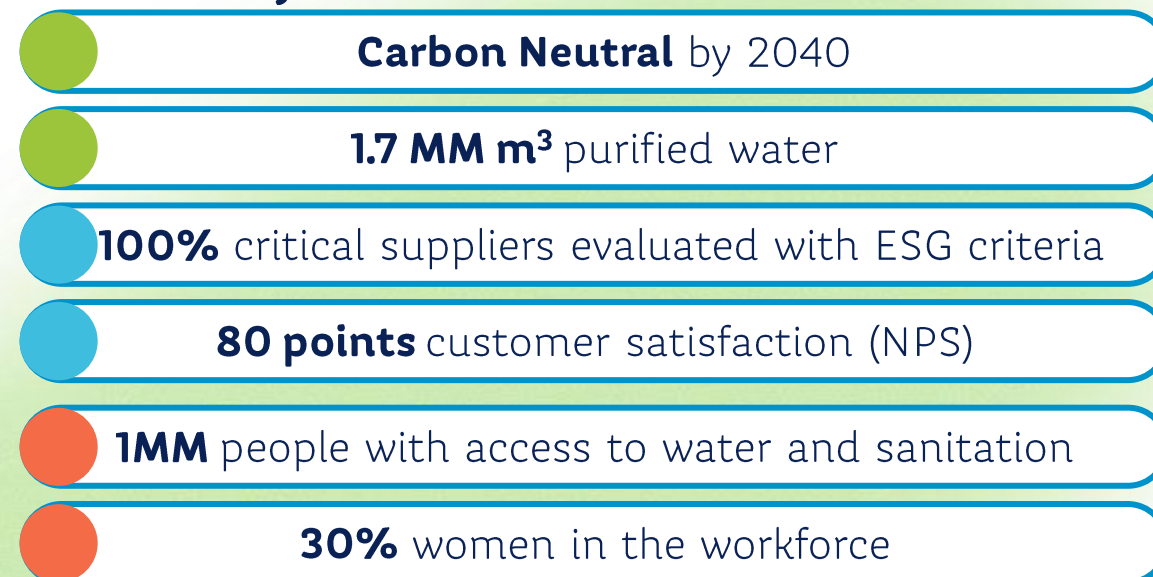 Carbon Neutral by 2040
1.7 MM m³ purified water
100% critical suppliers evaluated with ESG criteria
80 points customer satisfaction (NPS)
1MM people with access to water and sanitation
30% women in the workforce